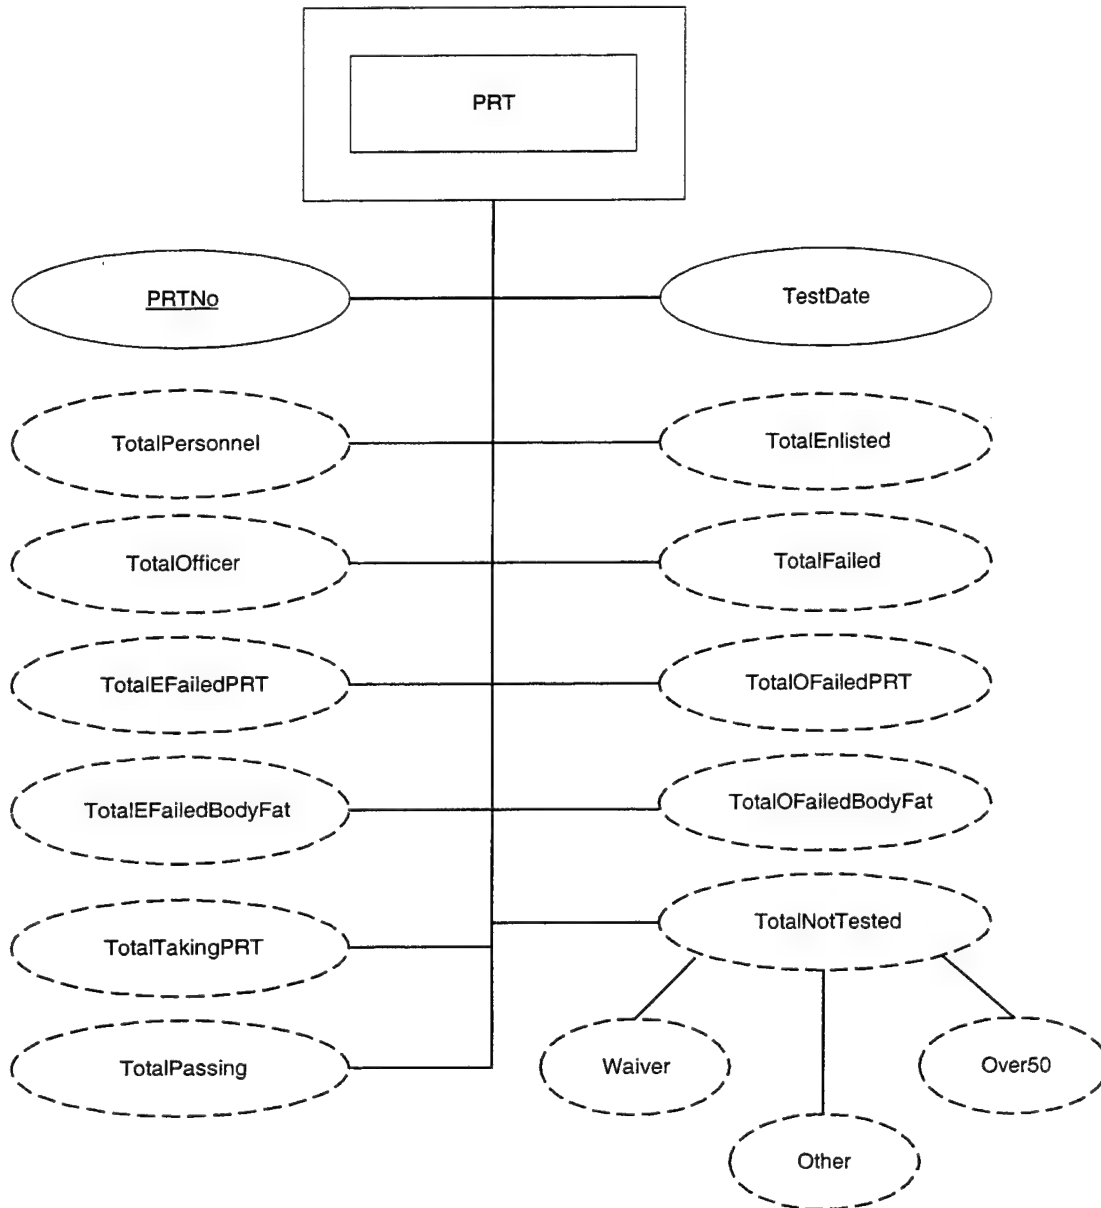 PRT
PRTNo
TestDate
TotalPersonnel
TotalEnlisted
TotalOfficer
TotalFailed
TotalEFailedPRT
TotalOFailedPRT
TotalEFailedBodyFat
TotalOFailedBodyFat
TotalTakingPRT
TotalNotTested
TotalPassing
Waiver
Over50
Other